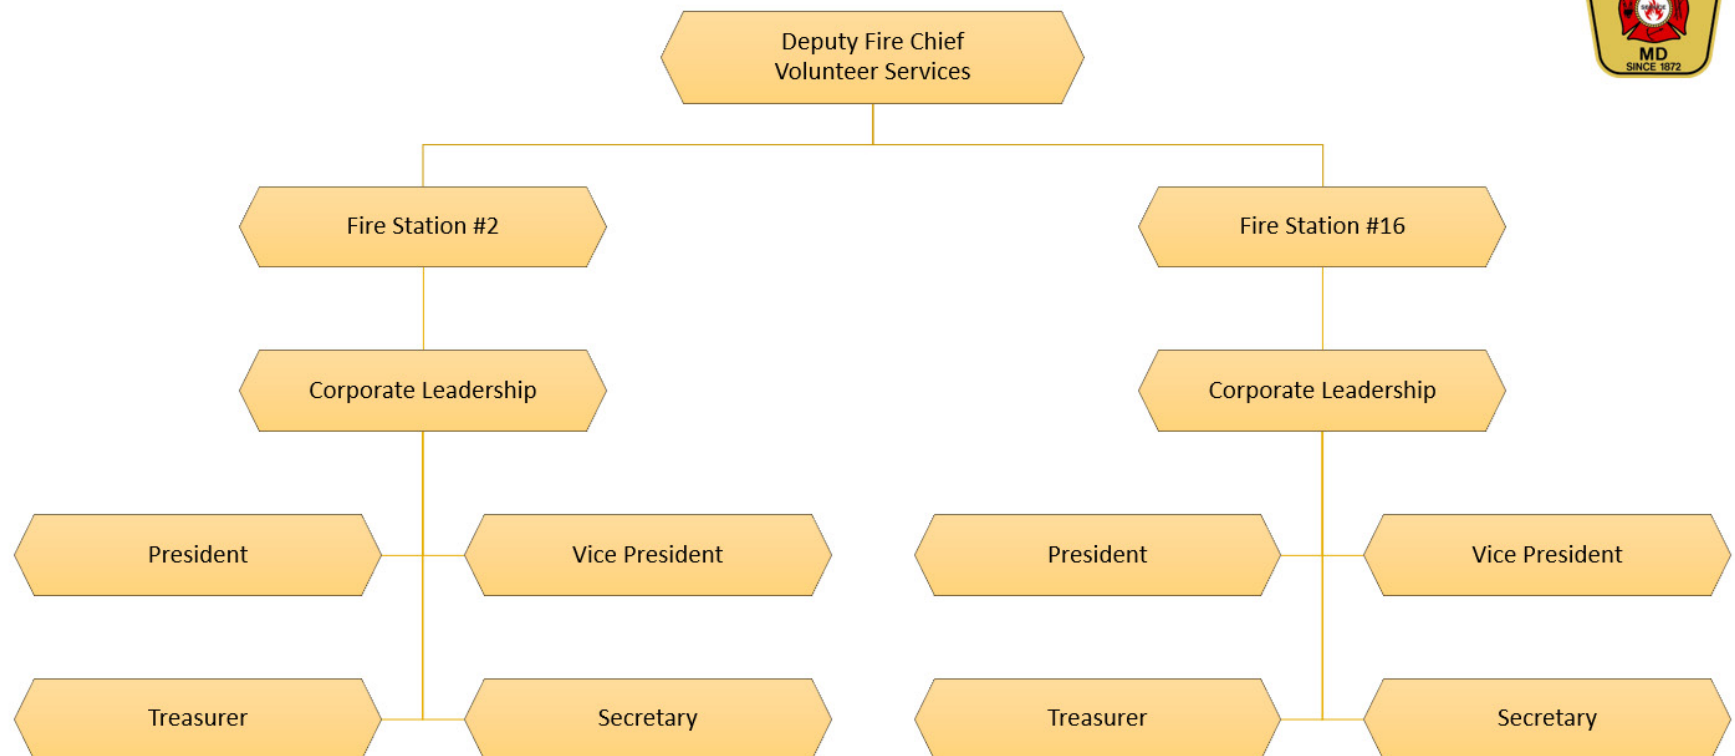 Deputy Fire Chief
Volunteer Services
SERVICE
MD
SINCE 1872
Fire Station #2
Fire Station #16
Corporate Leadership
Corporate Leadership
President
Vice President
President
Vice President
Treasurer
Secretary
Treasurer
Secretary